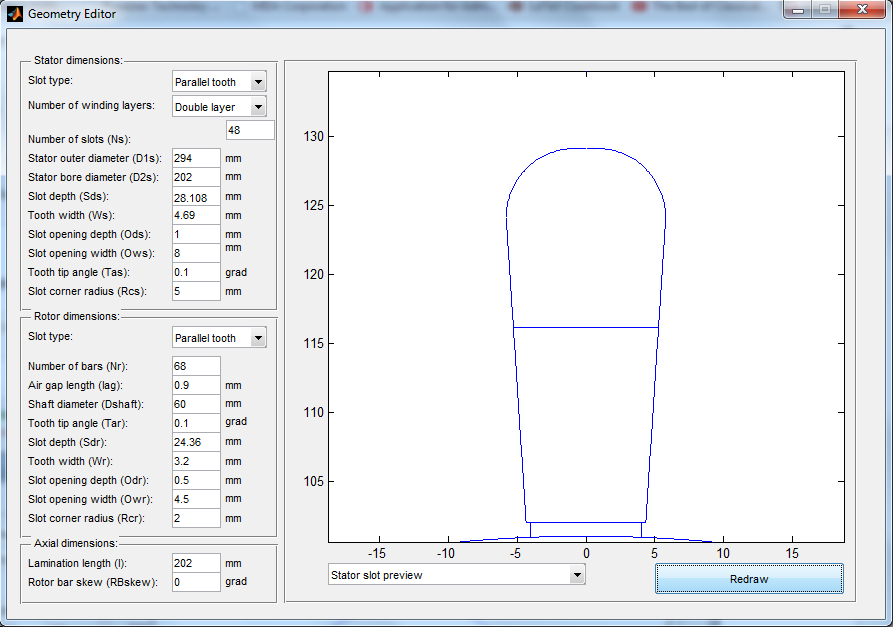 Geometry Editor
Stator dimensions:
Slot type: Parallel tooth
Number of winding layers: Double layer
Number of slots (Ns): 48
Stator outer diameter (D1s): 294 mm
Stator bore diameter (D2s): 202 mm
Slot depth (Sds): 28.108 mm
Tooth width (Ws): 4.69 mm
Slot opening depth (Ods): 1 mm
Slot opening width (Ows): 8 mm
Tooth tip angle (Tas): 0.1 grad
Slot corner radius (Rcs): 5 mm
Rotor dimensions:
Slot type: Parallel tooth
Number of bars (Nr): 68
Air gap length (lag): 0.9 mm
Shaft diameter (Dshaft): 60 mm
Tooth tip angle (Tar): 0.1 grad
Slot depth (Sdr): 24.36 mm
Tooth width (Wr): 3.2 mm
Slot opening depth (Odr): 0.5 mm
Slot opening width (Owr): 4.5 mm
Slot corner radius (Rcr): 2 mm
Axial dimensions:
Lamination length (l): 202 mm
Rotor bar skew (RBskew): 0 grad
130
125
120
115
110
105
-15 -10 -5 0 5 10 15
Stator slot preview
Redraw